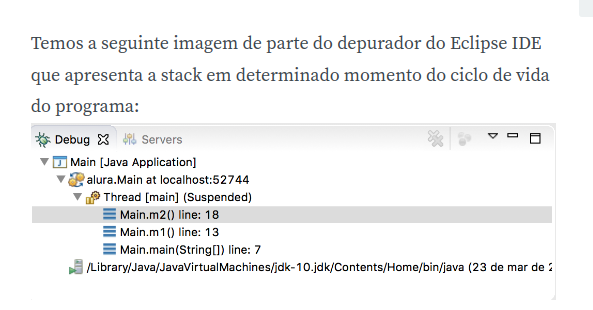 Temos a seguinte imagem de parte do depurador do Eclipse IDE
que apresenta a stack em determinado momento do ciclo de vida
do programa:
Debug Servers
Main [Java Application]
alura.Main at localhost:52744
Thread [main] (Suspended)
Main.m2() line: 18
Main.m1() line: 13
Main.main(String[]) line: 7
/Library/Java/JavaVirtualMachines/jdk-10.jdk/Contents/Home/bin/java (23 de mar de 2